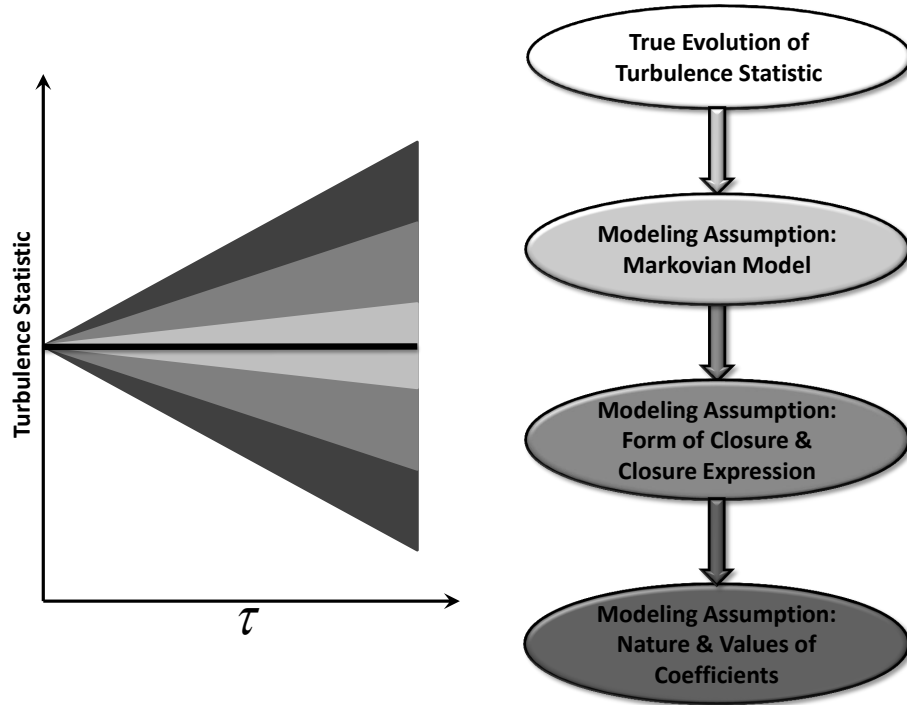 Turbulence Statistic
τ
True Evolution of
Turbulence Statistic
Modeling Assumption:
Markovian Model
Modeling Assumption:
Form of Closure &
Closure Expression
Modeling Assumption:
Nature & Values of
Coefficients